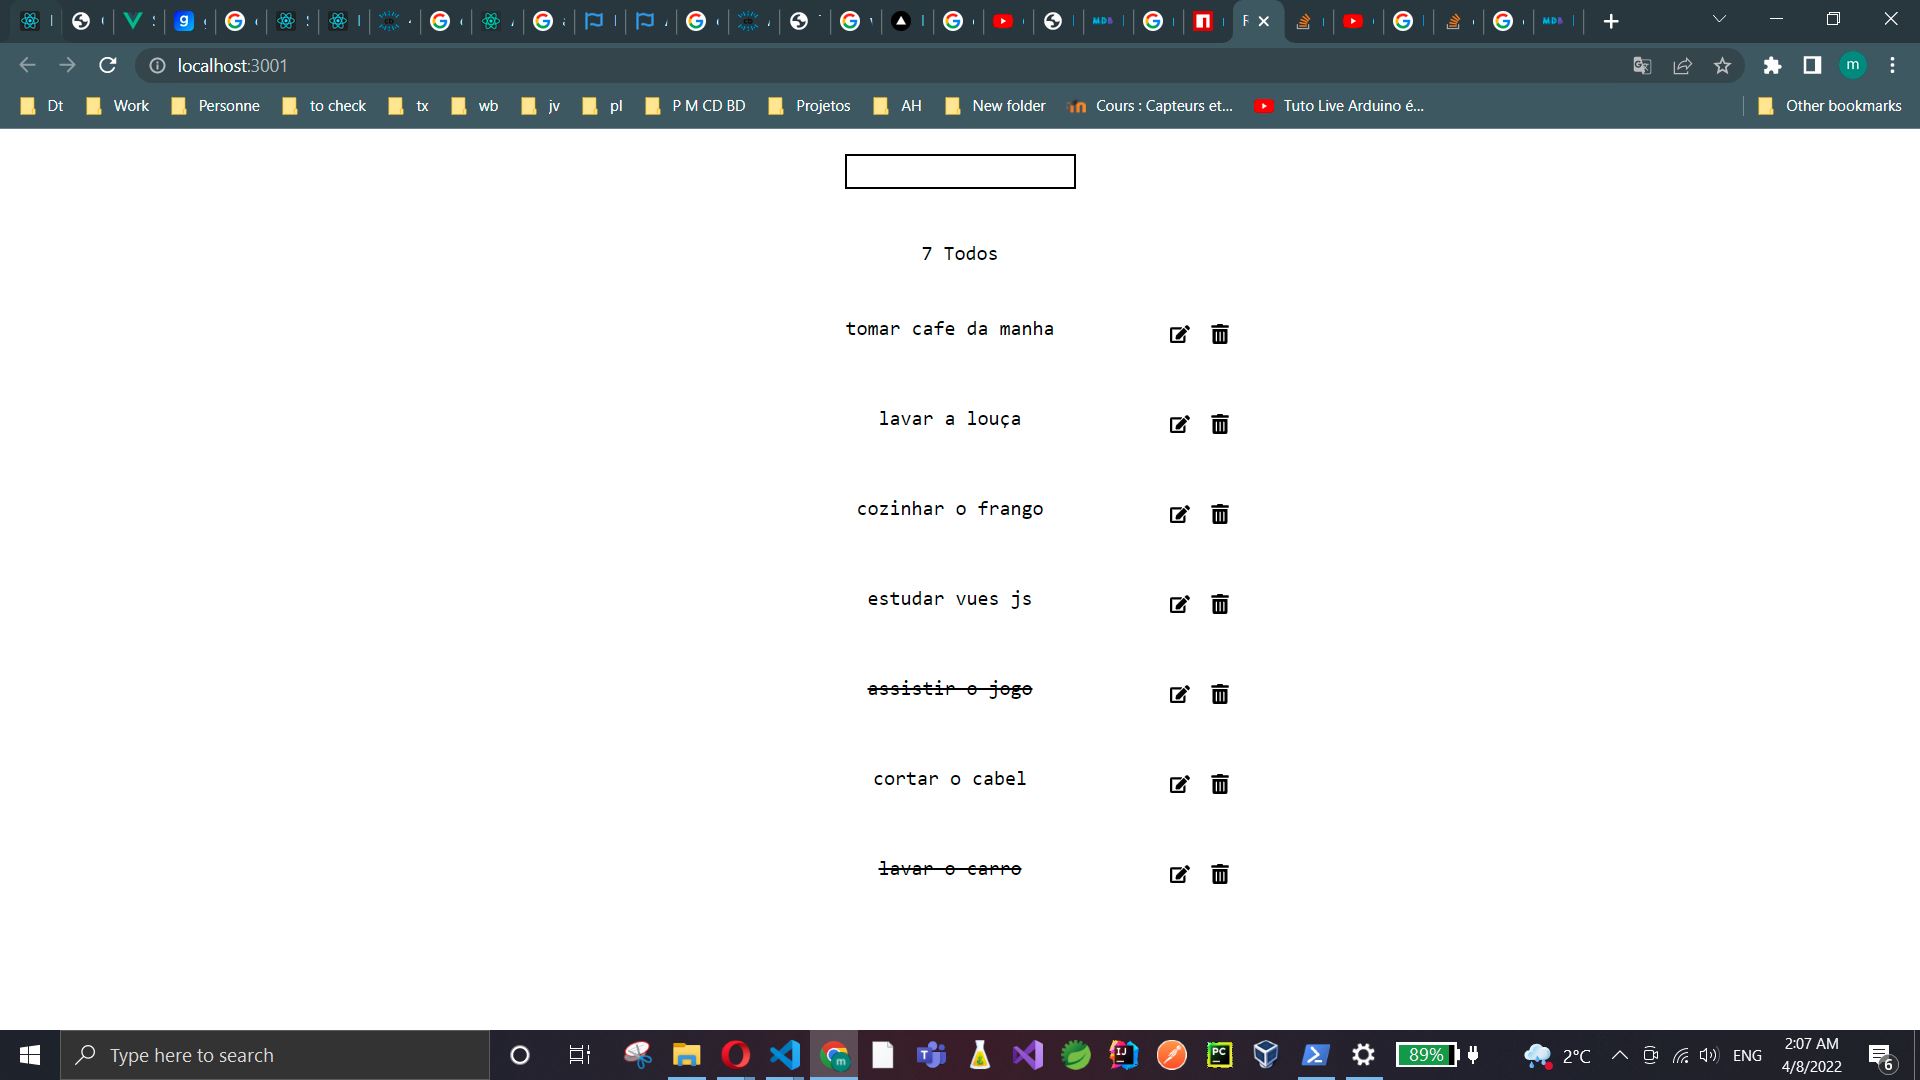 localhost:3001
Dt Work Personne to check tx wb jv pl P M CD BD Projetos AH New folder Cours : Capteurs et... Tuto Live Arduino é... Other bookmarks
7 Todos
tomar cafe da manha
lavar a louça
cozinhar o frango
estudar vues js
assistir o jogo
cortar o cabel
lavar o carro
Type here to search
89%
2°C
ENG
2:07 AM
4/8/2022
6